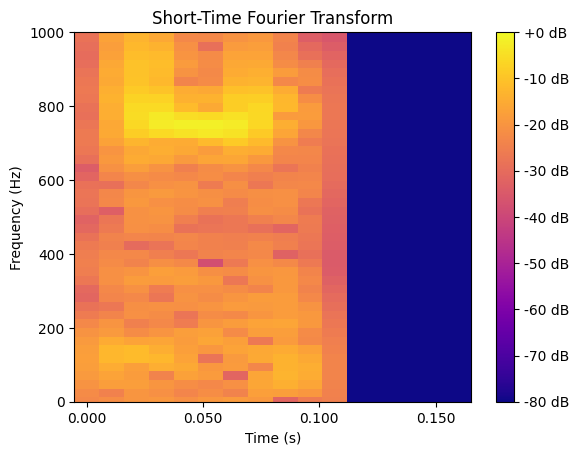 Short-Time Fourier Transform
1000
800
600
400
200
0
Frequency (Hz)
0.000
0.050
0.100
0.150
Time (s)
+0 dB
-10 dB
-20 dB
-30 dB
-40 dB
-50 dB
-60 dB
-70 dB
-80 dB